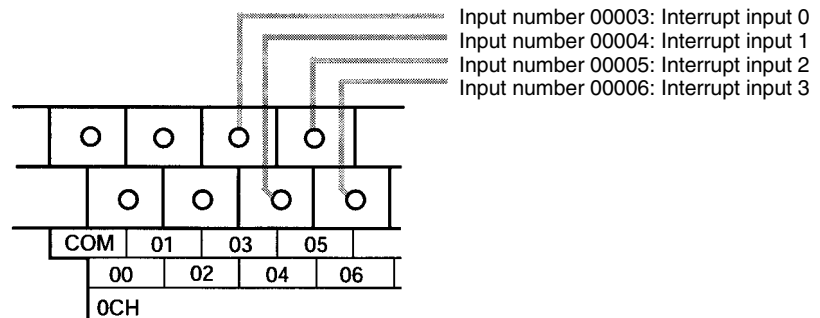 Input number 00003: Interrupt input 0
Input number 00004: Interrupt input 1
Input number 00005: Interrupt input 2
Input number 00006: Interrupt input 3
COM 01 03 05
00 02 04 06
0CH